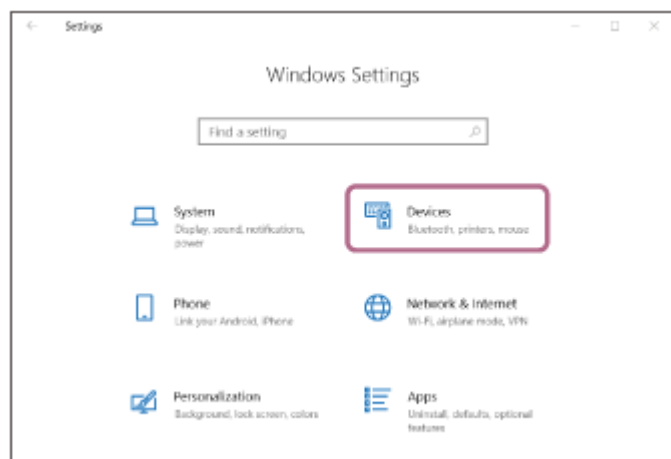 Settings
Windows Settings
Find a setting
System
Display, sound, notifications,
power
Devices
Bluetooth, printers, mouse
Phone
Link your Android, iPhone
Network & Internet
Wi-Fi, airplane mode, VPN
Personalization
Background, lock screen, colors
Apps
Uninstall, defaults, optional
features